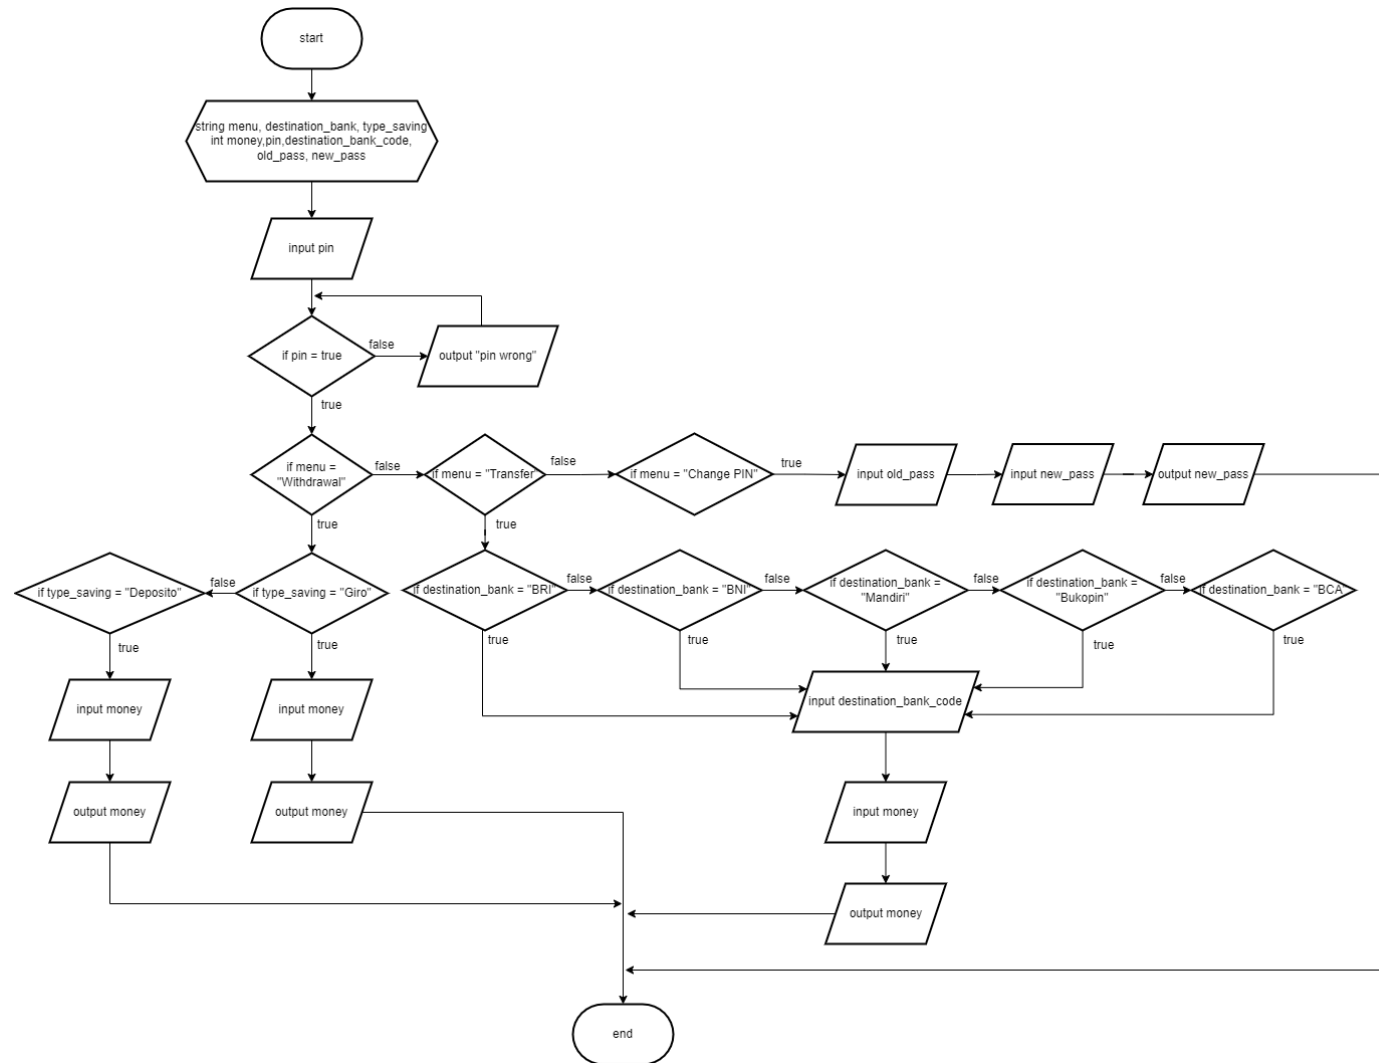 start
string menu, destination_bank, type_saving
int money,pin,destination_bank_code,
old_pass, new_pass
input pin
if pin = true
false
output "pin wrong"
true
if menu =
"Withdrawal"
false
if menu = "Transfer
false
if menu = "Change PIN"
true
input old_pass
input new_pass
output new_pass
true
true
if type_saving = "Deposito"
false
if type_saving = "Giro"
if destination_bank = "BRI"
false
if destination_bank = "BNI"
false
if destination_bank =
"Mandiri"
false
if destination_bank =
"Bukopin"
false
if destination_bank = "BCA
true
true
true
true
true
true
true
input money
input money
input destination_bank_code
output money
output money
input money
output money
end